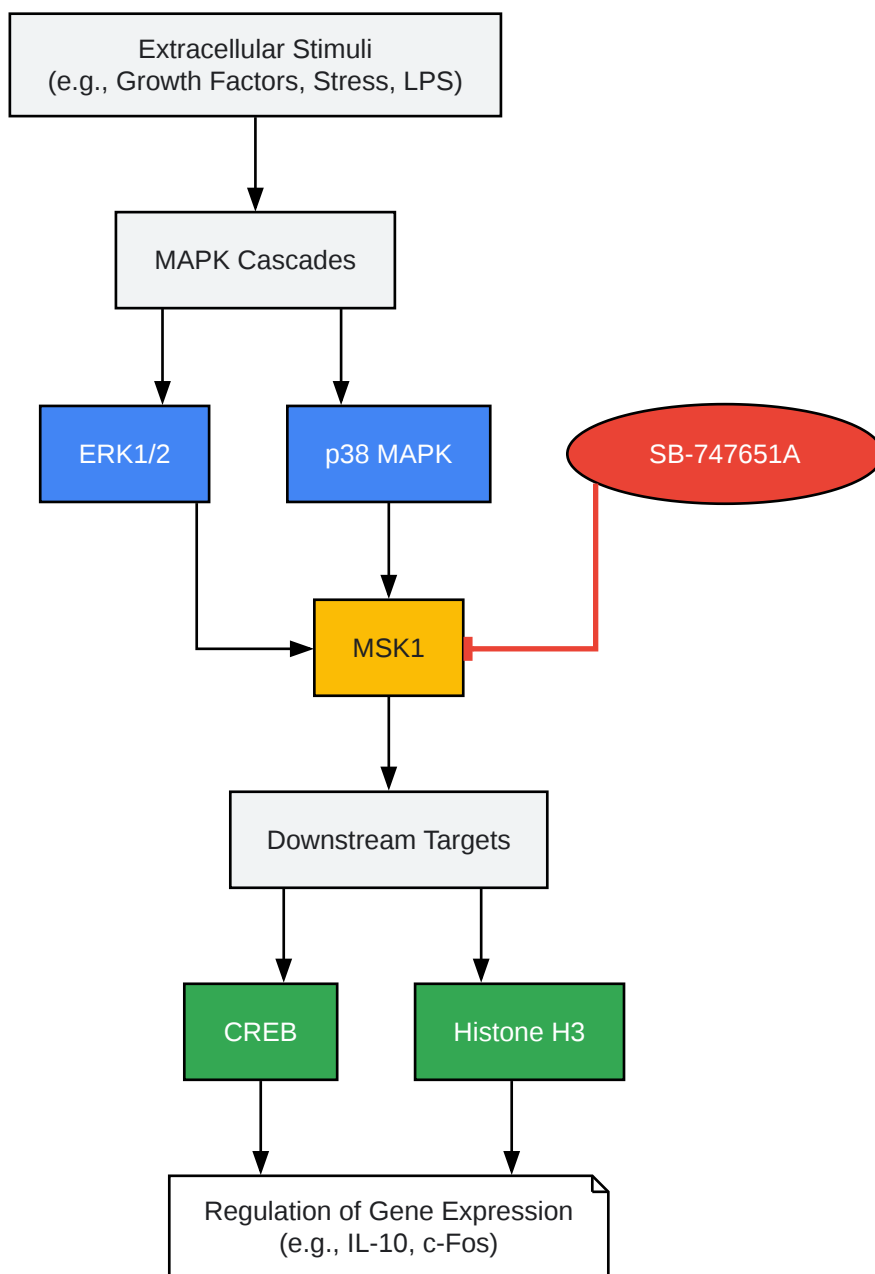 Extracellular Stimuli
(e.g., Growth Factors, Stress, LPS)
MAPK Cascades
ERK1/2
p38 MAPK
SB-747651A
MSK1
Downstream Targets
CREB
Histone H3
Regulation of Gene Expression
(e.g., IL-10, c-Fos)